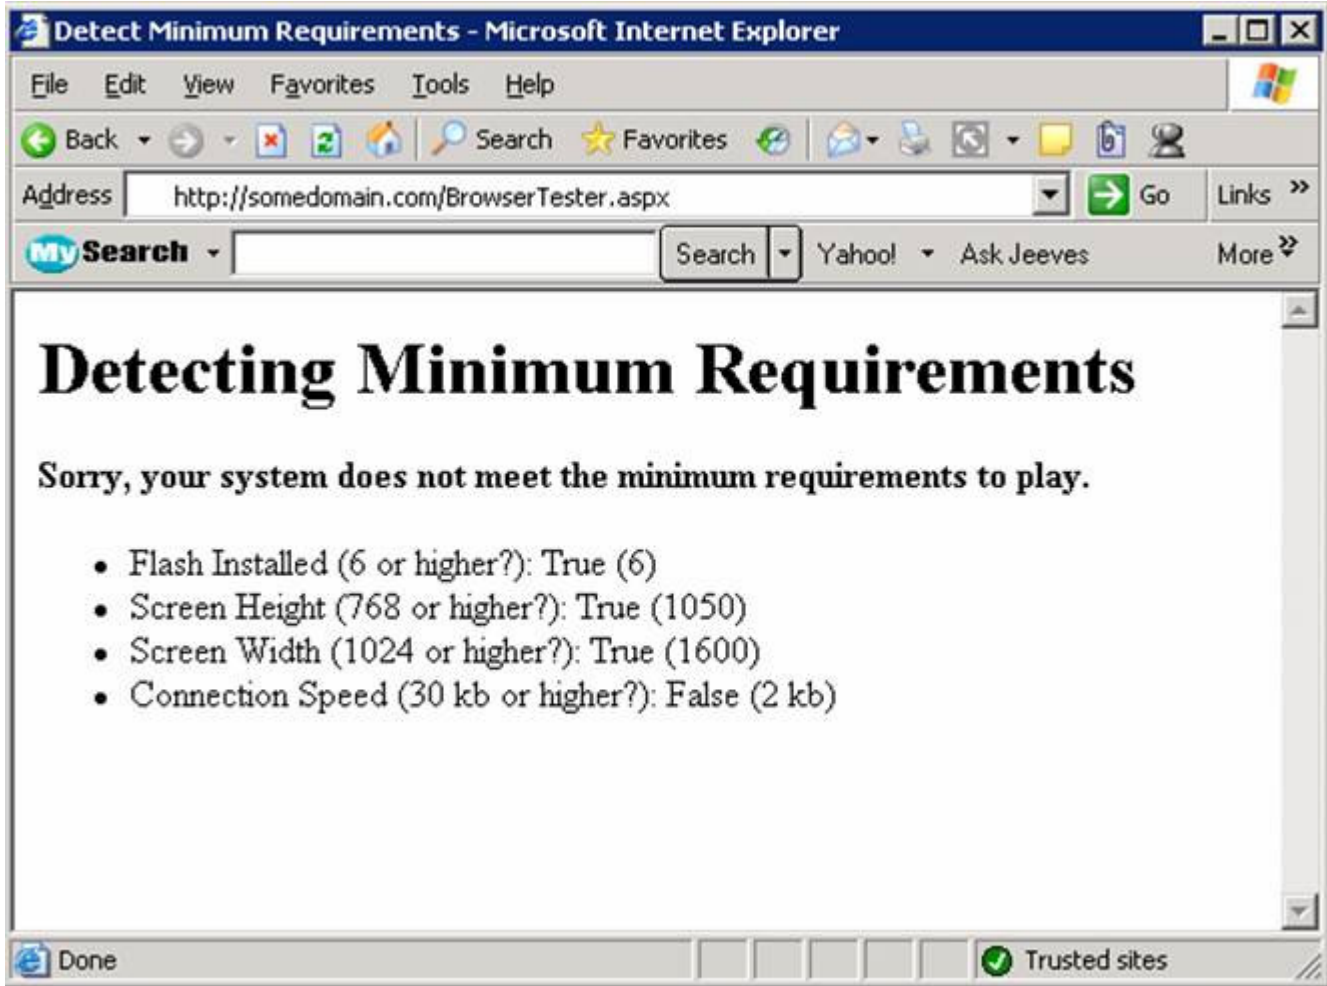 Detect Minimum Requirements - Microsoft Internet Explorer
File Edit View Favorites Tools Help
Back Search Favorites
Address http://somedomain.com/BrowserTester.aspx Go Links »
My Search Search Yahoo! Ask Jeeves More
Detecting Minimum Requirements
Sorry, your system does not meet the minimum requirements to play.
• Flash Installed (6 or higher?): True (6)
• Screen Height (768 or higher?): True (1050)
• Screen Width (1024 or higher?): True (1600)
• Connection Speed (30 kb or higher?): False (2 kb)
Done Trusted sites